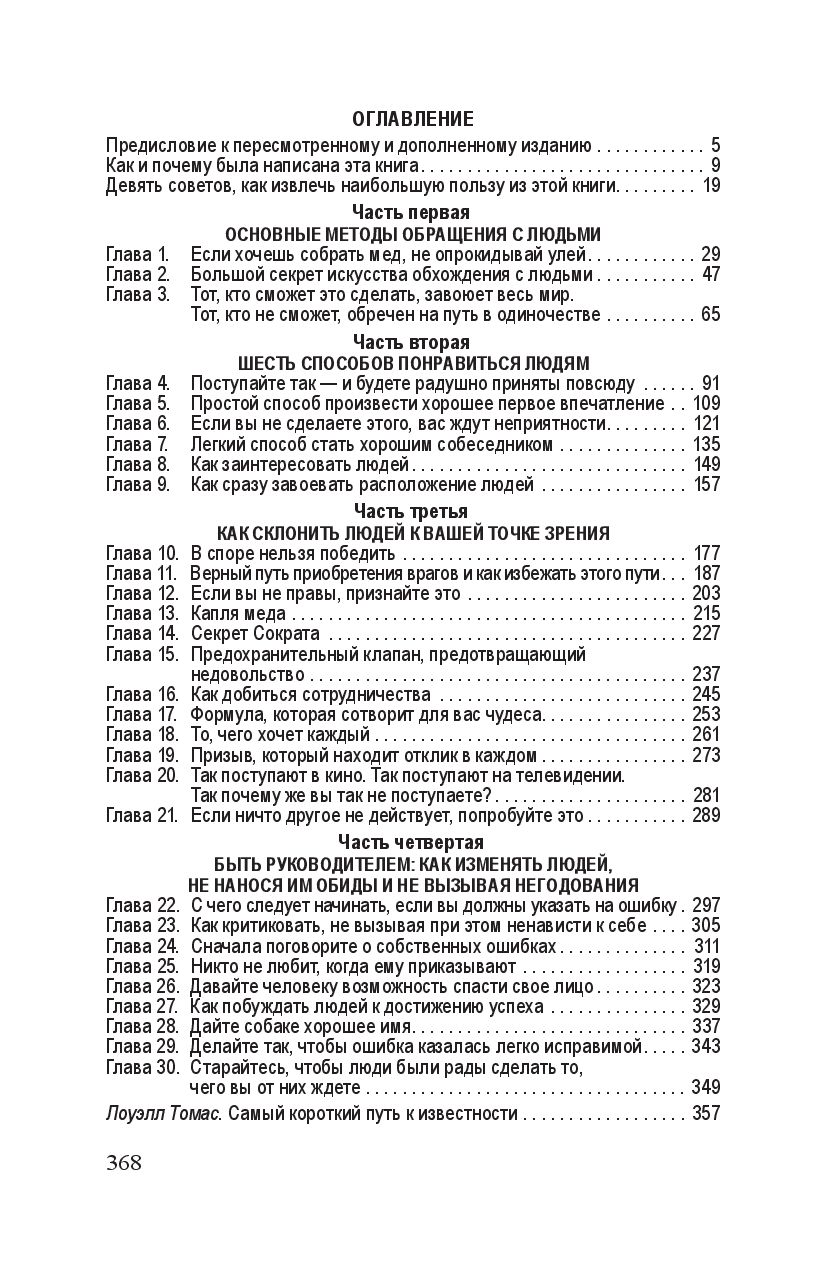 ОГЛАВЛЕНИЕ
Предисловие к пересмотренному и дополненному изданию . . . . . . . . . . . . 5
Как и почему была написана эта книга. . . . . . . . . . . . . . . . . . . . . . . . . . . . . . . 9
Девять советов, как извлечь наибольшую пользу из этой книги. . . . . . . . . 19
Часть первая
ОСНОВНЫЕ МЕТОДЫ ОБРАЩЕНИЯ С ЛЮДЬМИ
Глава 1. Если хочешь собрать мед, не опрокидывай улей. . . . . . . . . . . . 29
Глава 2. Большой секрет искусства обхождения с людьми . . . . . . . . . . . 47
Глава 3. Тот, кто сможет это сделать, завоюет весь мир.
Тот, кто не сможет, обречен на путь в одиночестве . . . . . . . . . . 65
Часть вторая
ШЕСТЬ СПОСОБОВ ПОНРАВИТЬСЯ ЛЮДЯМ
Глава 4. Поступайте так — и будете радушно приняты повсюду . . . . . . 91
Глава 5. Простой способ произвести хорошее первое впечатление . . 109
Глава 6. Если вы не сделаете этого, вас ждут неприятности. . . . . . . . . 121
Глава 7. Легкий способ стать хорошим собеседником . . . . . . . . . . . . . . 135
Глава 8. Как заинтересовать людей. . . . . . . . . . . . . . . . . . . . . . . . . . . . . . 149
Глава 9. Как сразу завоевать расположение людей . . . . . . . . . . . . . . . . 157
Часть третья
КАК СКЛОНИТЬ ЛЮДЕЙ К ВАШЕЙ ТОЧКЕ ЗРЕНИЯ
Глава 10. В споре нельзя победить . . . . . . . . . . . . . . . . . . . . . . . . . . . . . . . 177
Глава 11. Верный путь приобретения врагов и как избежать этого пути. . . 187
Глава 12. Если вы не правы, признайте это . . . . . . . . . . . . . . . . . . . . . . . . 203
Глава 13. Капля меда . . . . . . . . . . . . . . . . . . . . . . . . . . . . . . . . . . . . . . . . . . . 215
Глава 14. Секрет Сократа . . . . . . . . . . . . . . . . . . . . . . . . . . . . . . . . . . . . . . . 227
Глава 15. Предохранительный клапан, предотвращающий
недовольство . . . . . . . . . . . . . . . . . . . . . . . . . . . . . . . . . . . . . . . . . 237
Глава 16. Как добиться сотрудничества . . . . . . . . . . . . . . . . . . . . . . . . . . . 245
Глава 17. Формула, которая сотворит для вас чудеса. . . . . . . . . . . . . . . . 253
Глава 18. То, чего хочет каждый . . . . . . . . . . . . . . . . . . . . . . . . . . . . . . . . . . 261
Глава 19. Призыв, который находит отклик в каждом . . . . . . . . . . . . . . . . 273
Глава 20. Так поступают в кино. Так поступают на телевидении.
Так почему же вы так не поступаете? . . . . . . . . . . . . . . . . . . . . . 281
Глава 21. Если ничто другое не действует, попробуйте это . . . . . . . . . . . 289
Часть четвертая
БЫТЬ РУКОВОДИТЕЛЕМ: КАК ИЗМЕНЯТЬ ЛЮДЕЙ,
НЕ НАНОСЯ ИМ ОБИДЫ И НЕ ВЫЗЫВАЯ НЕГОДОВАНИЯ
Глава 22. С чего следует начинать, если вы должны указать на ошибку . 297
Глава 23. Как критиковать, не вызывая при этом ненависти к себе . . . . 305
Глава 24. Сначала поговорите о собственных ошибках . . . . . . . . . . . . . . 311
Глава 25. Никто не любит, когда ему приказывают . . . . . . . . . . . . . . . . . . 319
Глава 26. Давайте человеку возможность спасти свое лицо . . . . . . . . . . 323
Глава 27. Как побуждать людей к достижению успеха . . . . . . . . . . . . . . . 329
Глава 28. Дайте собаке хорошее имя. . . . . . . . . . . . . . . . . . . . . . . . . . . . . . 337
Глава 29. Делайте так, чтобы ошибка казалась легко исправимой. . . . . 343
Глава 30. Старайтесь, чтобы люди были рады сделать то,
чего вы от них ждете . . . . . . . . . . . . . . . . . . . . . . . . . . . . . . . . . . . 349
Лоуэлл Томас. Самый короткий путь к известности . . . . . . . . . . . . . . . . . . 357
368